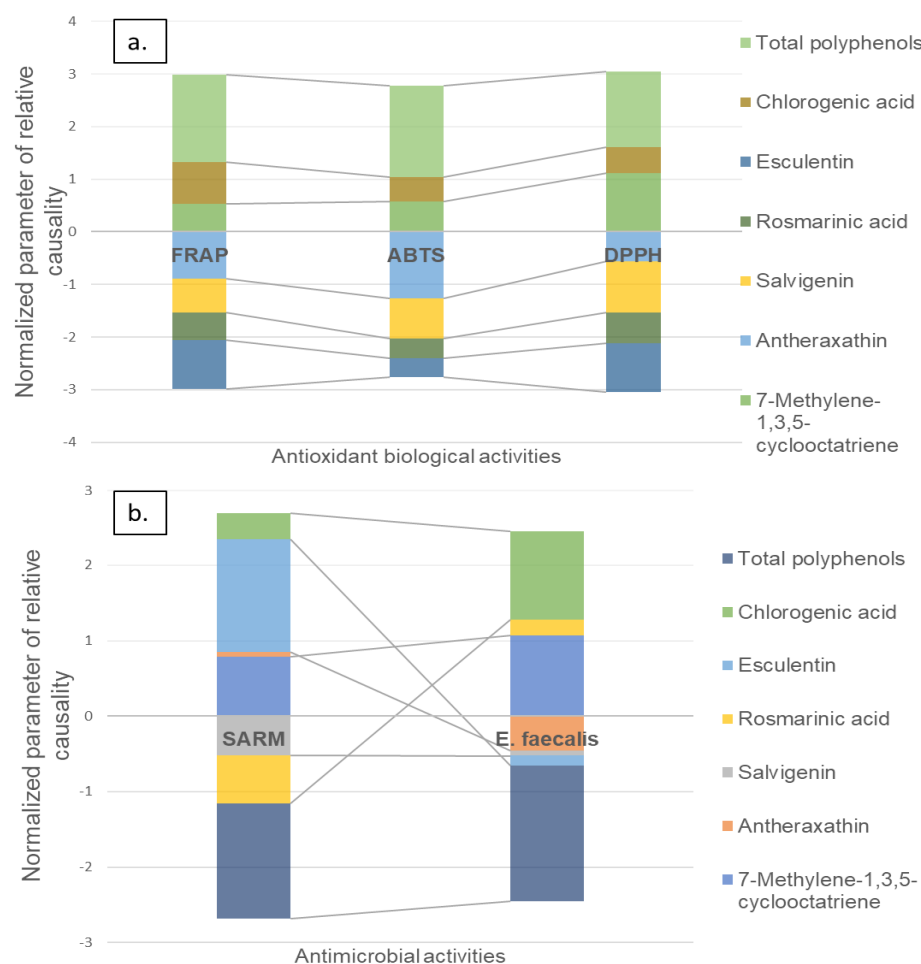 a.
4
3
2
1
0
-1
-2
-3
-4
Normalized parameter of relative
causality
FRAP
ABTS
DPPH
Antioxidant biological activities
Total polyphenols
Chlorogenic acid
Esculentin
Rosmarinic acid
Salvigenin
Antheraxathin
7-Methylene-
1,3,5-
cyclooctatriene
b.
3
2
1
0
-1
-2
-3
Normalized parameter of relative
causality
SARM
E. faecalis
Antimicrobial activities
Total polyphenols
Chlorogenic acid
Esculentin
Rosmarinic acid
Salvigenin
Antheraxathin
7-Methylene-1,3,5-
cyclooctatriene